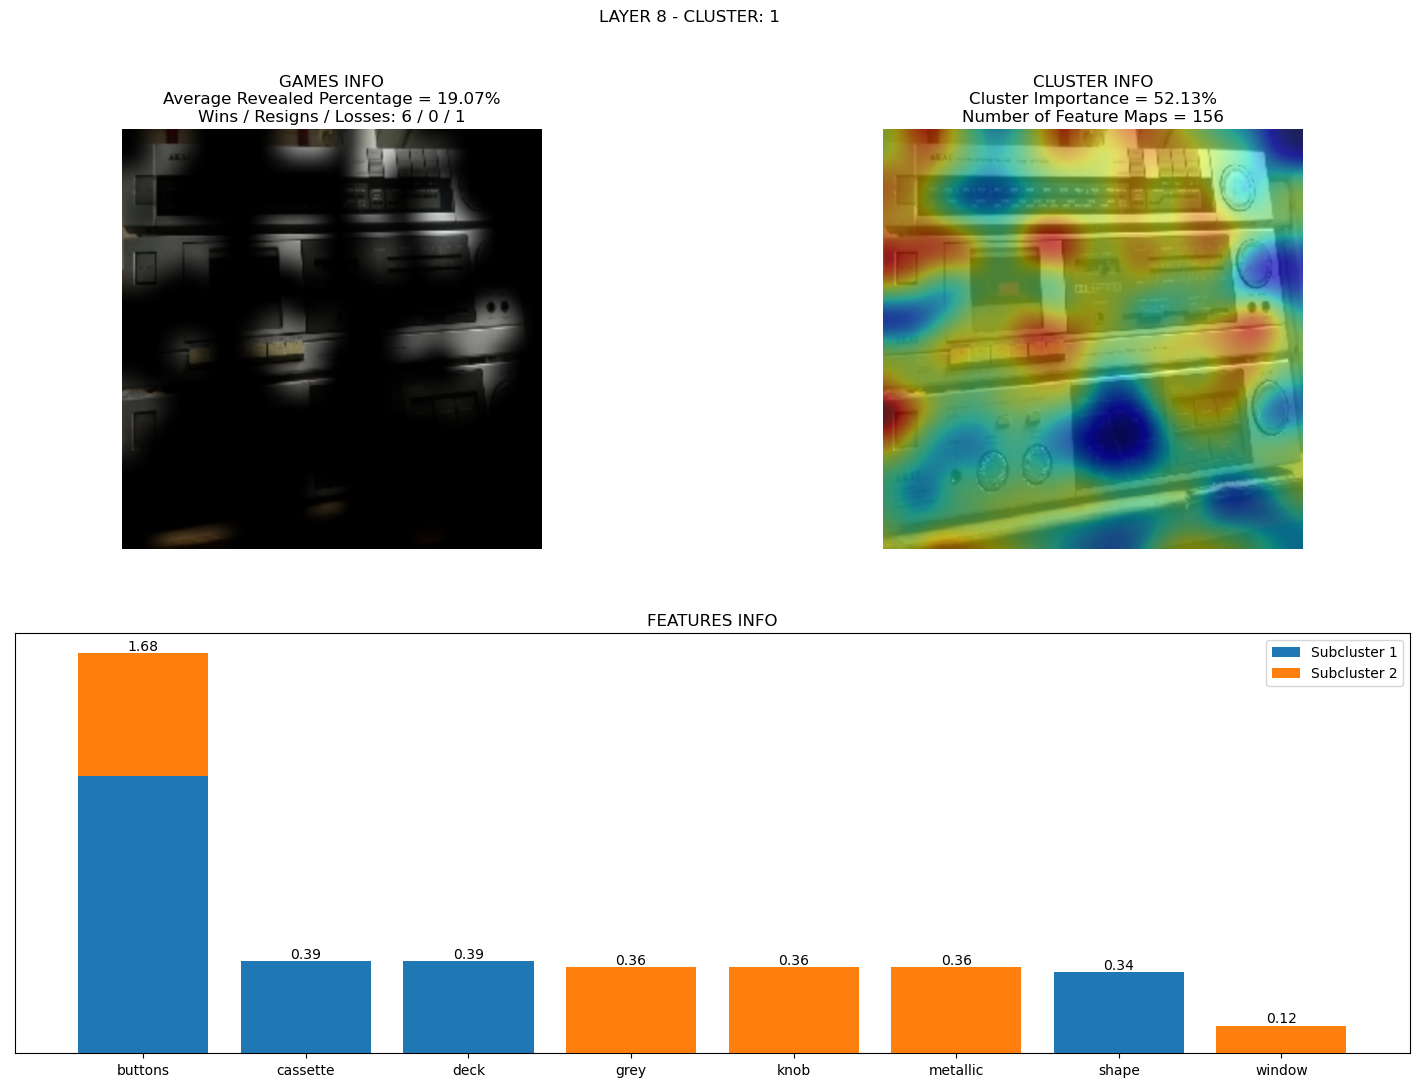 LAYER 8 - CLUSTER: 1
GAMES INFO
Average Revealed Percentage = 19.07%
Wins / Resigns / Losses: 6 / 0 / 1
CLUSTER INFO
Cluster Importance = 52.13%
Number of Feature Maps = 156
AKAI
AKAI
AKAI
FEATURES INFO
Subcluster 1
Subcluster 2
1.68
0.39
0.39
0.36
0.36
0.36
0.34
0.12
buttons
cassette
deck
grey
knob
metallic
shape
window